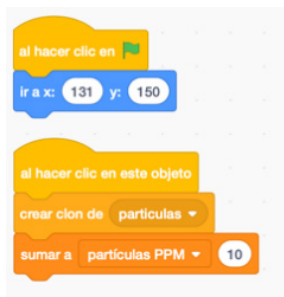 al hacer clic en
ir a x: 131 y: 150
al hacer clic en este objeto
crear clon de particulas
sumar a partículas PPM 10